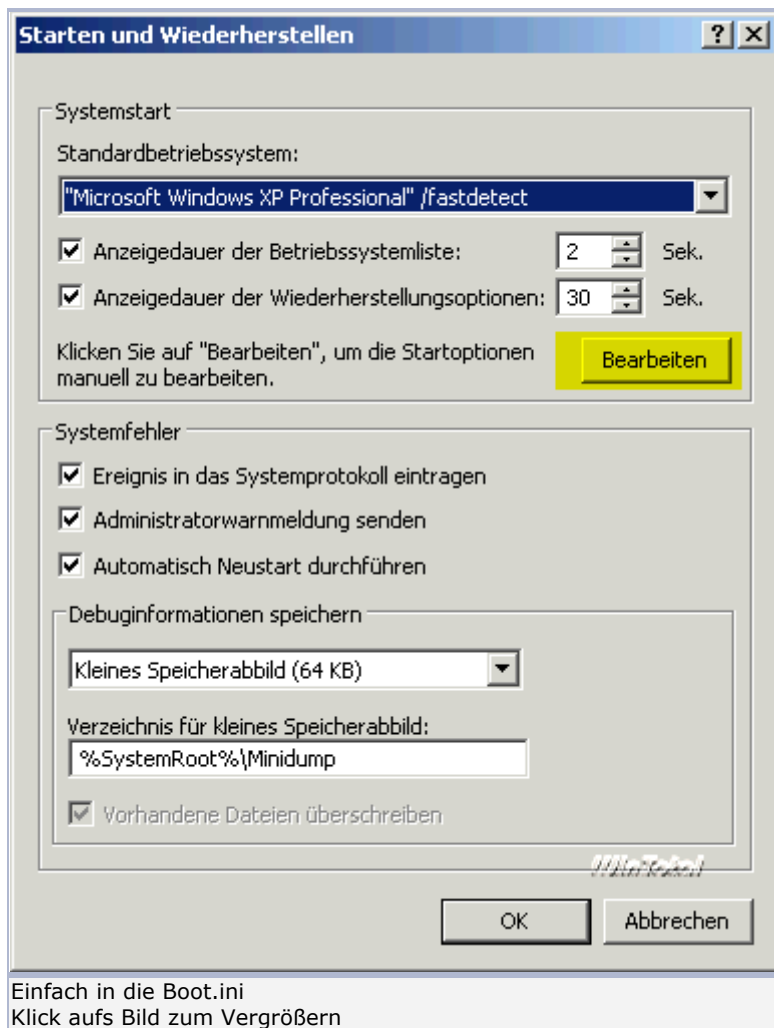 Starten und Wiederherstellen
Systemstart
Standardbetriebssystem:
"Microsoft Windows XP Professional" /fastdetect
Anzeigedauer der Betriebssystemliste: 2 Sek.
Anzeigedauer der Wiederherstellungsoptionen: 30 Sek.
Klicken Sie auf "Bearbeiten", um die Startoptionen
manuell zu bearbeiten.
Bearbeiten
Systemfehler
Ereignis in das Systemprotokoll eintragen
Administratorwarnmeldung senden
Automatisch Neustart durchführen
Debuginformationen speichern
Kleines Speicherabbild (64 KB)
Verzeichnis für kleines Speicherabbild:
%SystemRoot%\Minidump
Vorhandene Dateien überschreiben
WinTotal
OK Abbrechen
Einfach in die Boot.ini
Klick aufs Bild zum Vergrößern